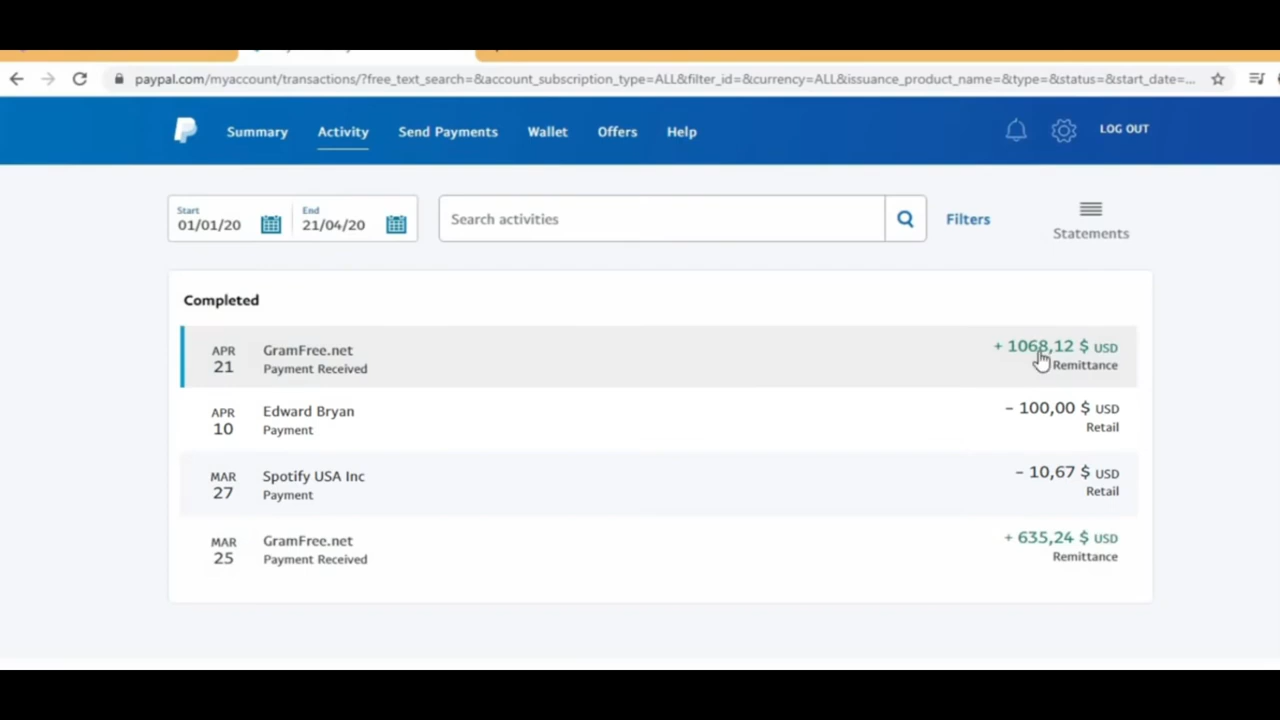 paypal.com/myaccount/transactions/?free_text_search=&account_subscription_type=ALL&filter_id=&currency=ALL&issuance_product_name=&type=&status=&start_date=...
Summary Activity Send Payments Wallet Offers Help LOG OUT
Start End
01/01/20 21/04/20 Search activities Filters Statements
Completed
APR 21 GramFree.net + 1068,12 $ USD
Payment Received Remittance
APR 10 Edward Bryan - 100,00 $ USD
Payment Retail
MAR 27 Spotify USA Inc - 10,67 $ USD
Payment Retail
MAR 25 GramFree.net + 635,24 $ USD
Payment Received Remittance